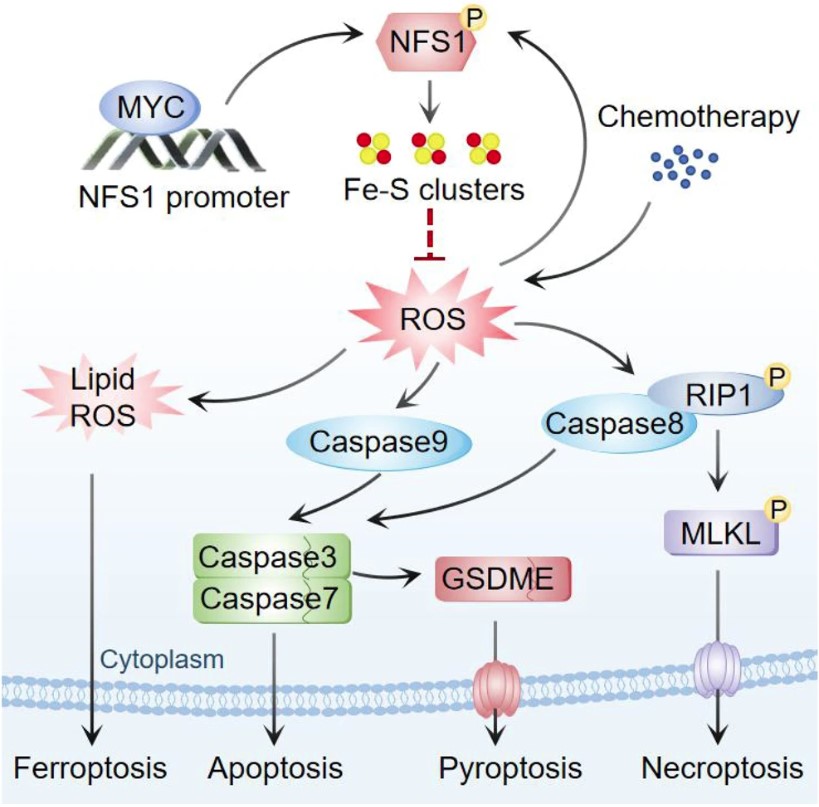 P
NFS1
MYC
Chemotherapy
NFS1 promoter
Fe-S clusters
ROS
Lipid
ROS
P
RIP1
Caspase8
Caspase9
P
MLKL
Caspase3
Caspase7
GSDME
Cytoplasm
Ferroptosis
Apoptosis
Pyroptosis
Necroptosis